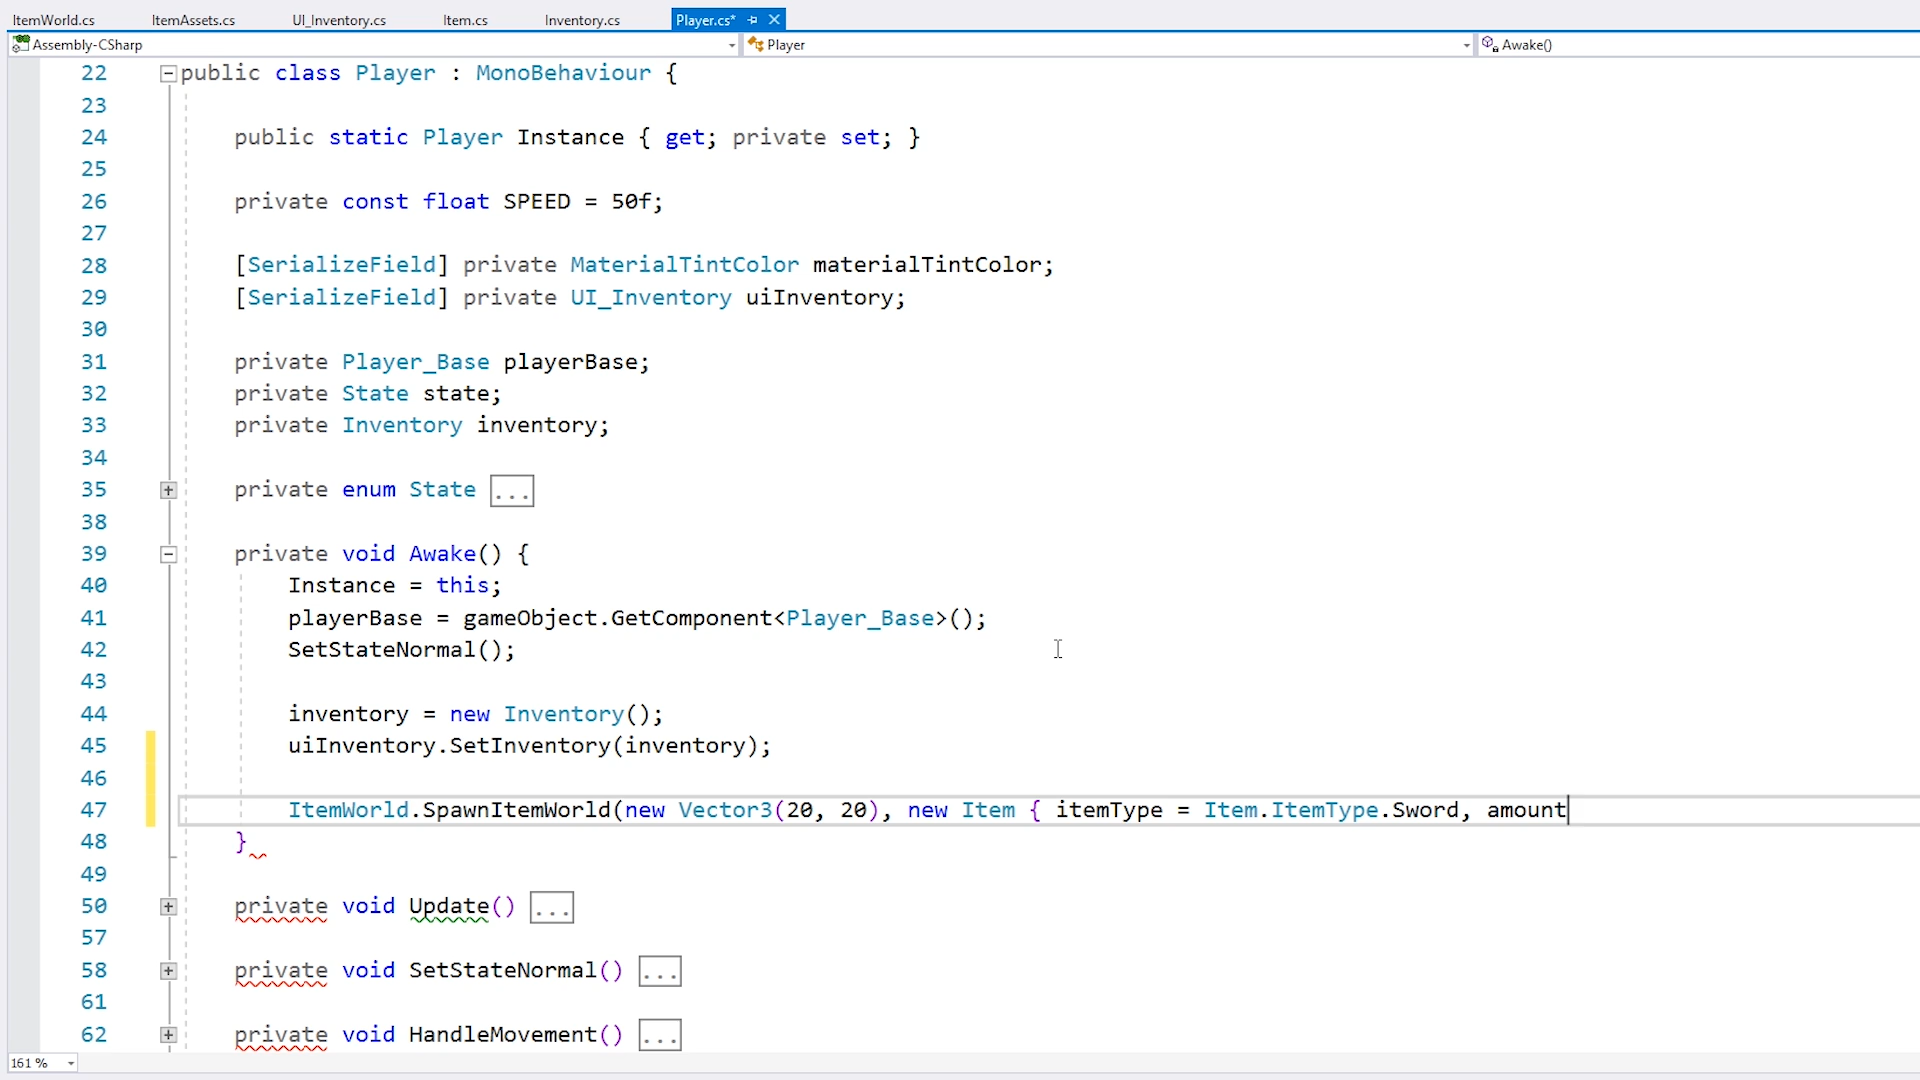 ItemWorld.cs ItemAssets.cs UI_Inventory.cs Item.cs Inventory.cs Player.cs*
Assembly-CSharp Player Awake()
22 public class Player : MonoBehaviour {
23
24 public static Player Instance { get; private set; }
25
26 private const float SPEED = 50f;
27
28 [SerializeField] private MaterialTintColor materialTintColor;
29 [SerializeField] private UI_Inventory uiInventory;
30
31 private Player_Base playerBase;
32 private State state;
33 private Inventory inventory;
34
35 private enum State ...
38
39 private void Awake() {
40 Instance = this;
41 playerBase = gameObject.GetComponent<Player_Base>();
42 SetStateNormal();
43
44 inventory = new Inventory();
45 uiInventory.SetInventory(inventory);
46
47 ItemWorld.SpawnItemWorld(new Vector3(20, 20), new Item { itemType = Item.ItemType.Sword, amount
48 }
49
50 private void Update() ...
57
58 private void SetStateNormal() ...
61
62 private void HandleMovement() ...
161 %